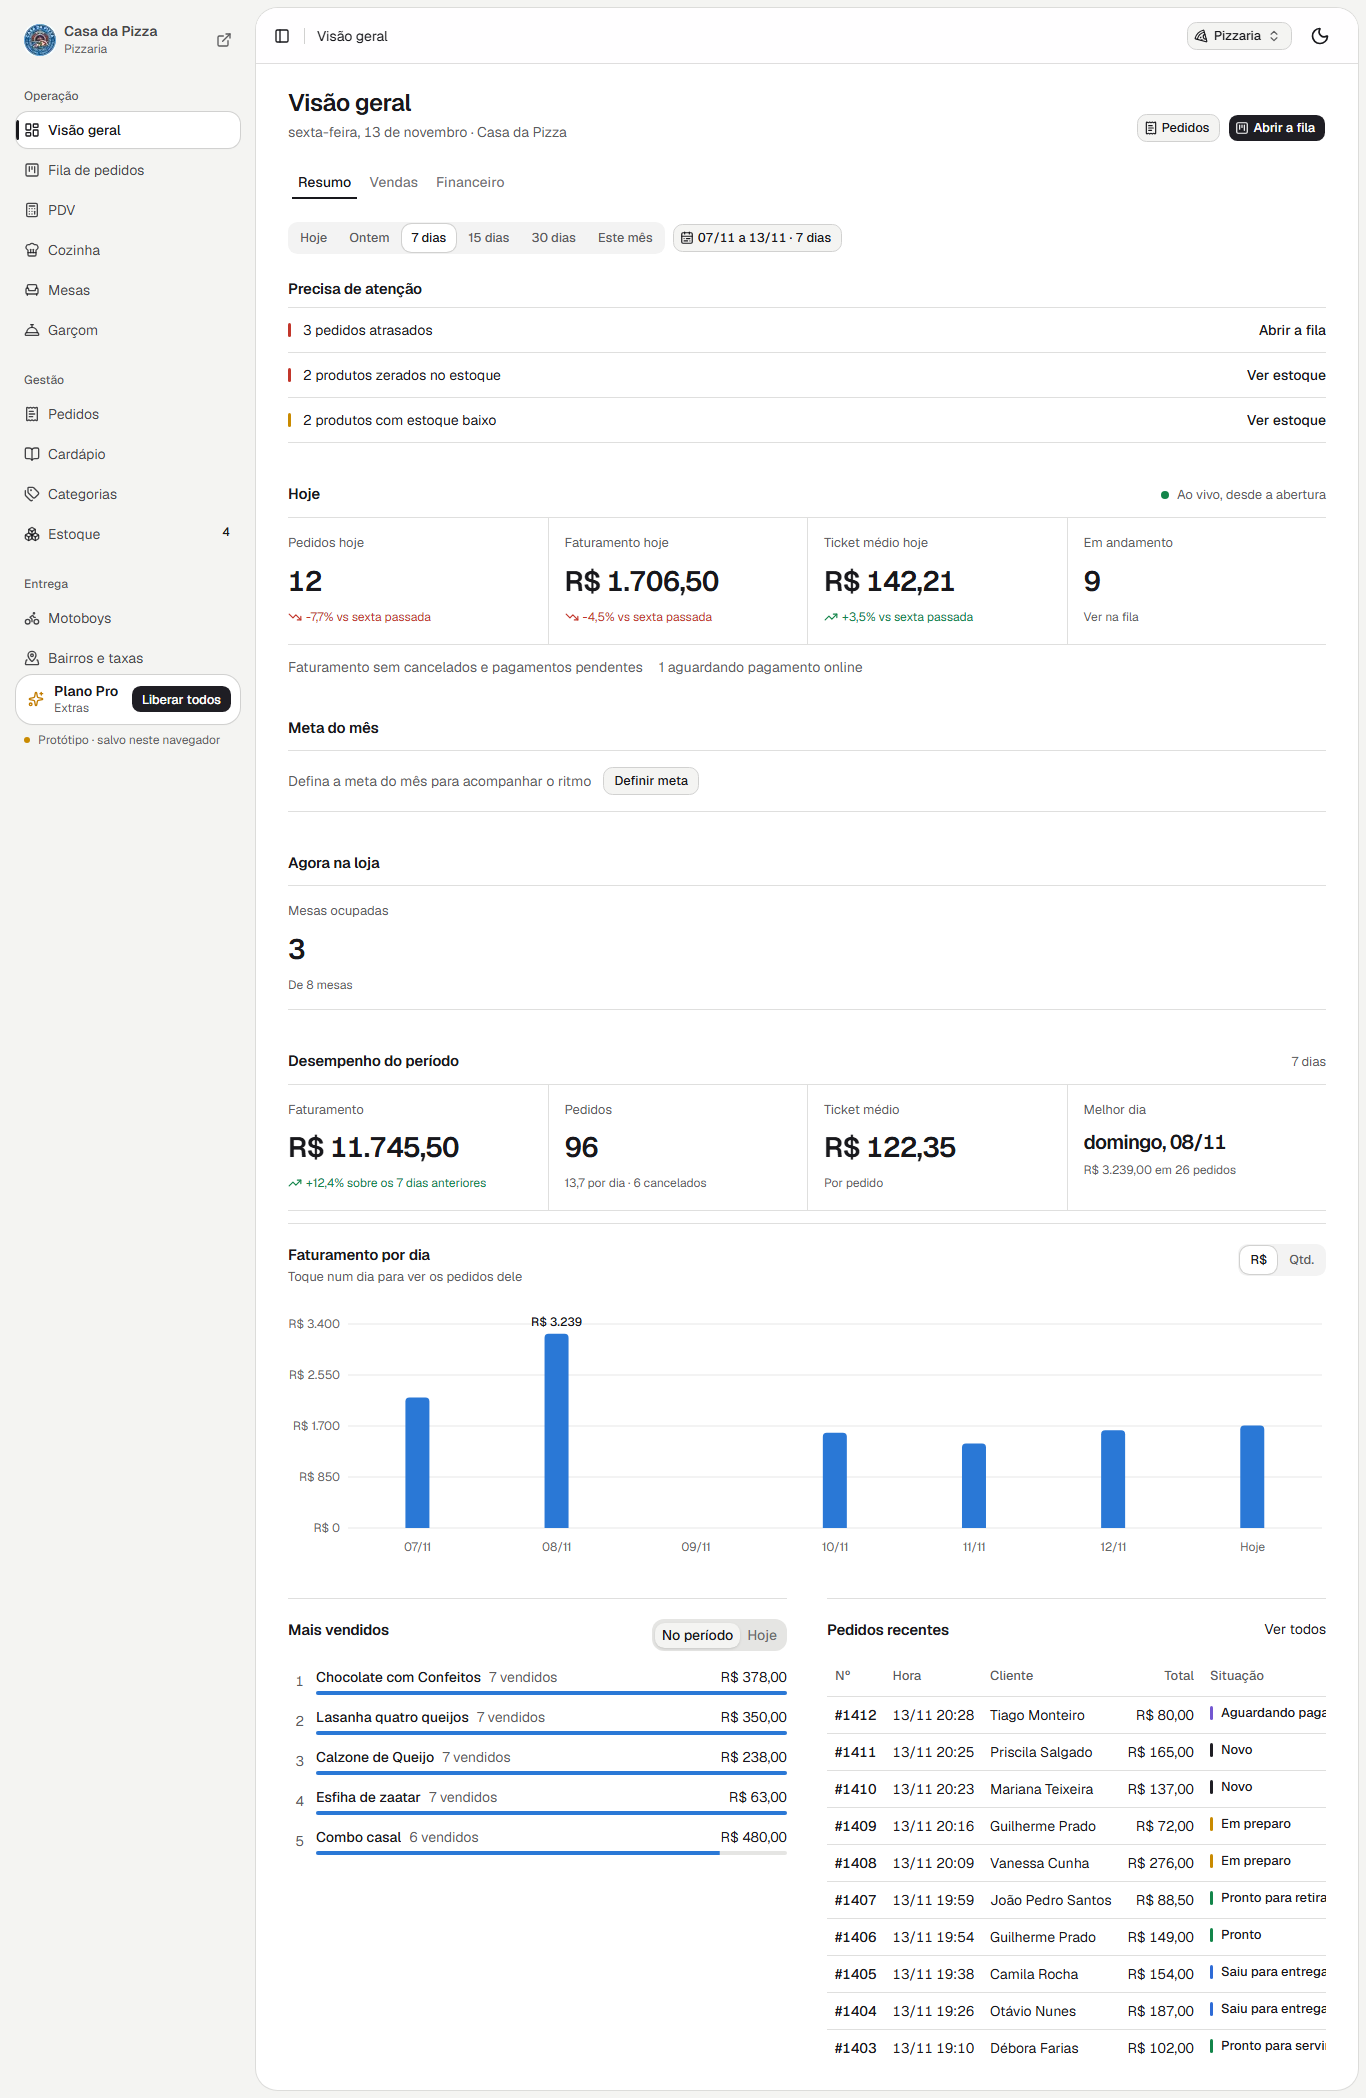 Casa da Pizza
Pizzaria
Operação
Visão geral
Fila de pedidos
PDV
Cozinha
Mesas
Garçom
Gestão
Pedidos
Cardápio
Categorias
Estoque 4
Entrega
Motoboys
Bairros e taxas
Plano Pro
Extras
Liberar todos
Protótipo · salvo neste navegador
Visão geral
Pizzaria
Visão geral
sexta-feira, 13 de novembro · Casa da Pizza
Pedidos
Abrir a fila
Resumo Vendas Financeiro
Hoje Ontem 7 dias 15 dias 30 dias Este mês 07/11 a 13/11 · 7 dias
Precisa de atenção
3 pedidos atrasados Abrir a fila
2 produtos zerados no estoque Ver estoque
2 produtos com estoque baixo Ver estoque
Hoje Ao vivo, desde a abertura
Pedidos hoje Faturamento hoje Ticket médio hoje Em andamento
12 R$ 1.706,50 R$ 142,21 9
-7,7% vs sexta passada -4,5% vs sexta passada +3,5% vs sexta passada Ver na fila
Faturamento sem cancelados e pagamentos pendentes 1 aguardando pagamento online
Meta do mês
Defina a meta do mês para acompanhar o ritmo Definir meta
Agora na loja
Mesas ocupadas
3
De 8 mesas
Desempenho do período 7 dias
Faturamento Pedidos Ticket médio Melhor dia
R$ 11.745,50 96 R$ 122,35 domingo, 08/11
+12,4% sobre os 7 dias anteriores 13,7 por dia · 6 cancelados Por pedido R$ 3.239,00 em 26 pedidos
Faturamento por dia
Toque num dia para ver os pedidos dele
R$ Qtd.
R$ 3.239
R$ 3.400
R$ 2.550
R$ 1.700
R$ 850
R$ 0
07/11 08/11 09/11 10/11 11/11 12/11 Hoje
Mais vendidos No período Hoje
1 Chocolate com Confeitos 7 vendidos R$ 378,00
2 Lasanha quatro queijos 7 vendidos R$ 350,00
3 Calzone de Queijo 7 vendidos R$ 238,00
4 Esfiha de zaatar 7 vendidos R$ 63,00
5 Combo casal 6 vendidos R$ 480,00
Pedidos recentes Ver todos
Nº Hora Cliente Total Situação
#1412 13/11 20:28 Tiago Monteiro R$ 80,00 Aguardando paga
#1411 13/11 20:25 Priscila Salgado R$ 165,00 Novo
#1410 13/11 20:23 Mariana Teixeira R$ 137,00 Novo
#1409 13/11 20:16 Guilherme Prado R$ 72,00 Em preparo
#1408 13/11 20:09 Vanessa Cunha R$ 276,00 Em preparo
#1407 13/11 19:59 João Pedro Santos R$ 88,50 Pronto para retira
#1406 13/11 19:54 Guilherme Prado R$ 149,00 Pronto
#1405 13/11 19:38 Camila Rocha R$ 154,00 Saiu para entrega
#1404 13/11 19:26 Otávio Nunes R$ 187,00 Saiu para entrega
#1403 13/11 19:10 Débora Farias R$ 102,00 Pronto para servi